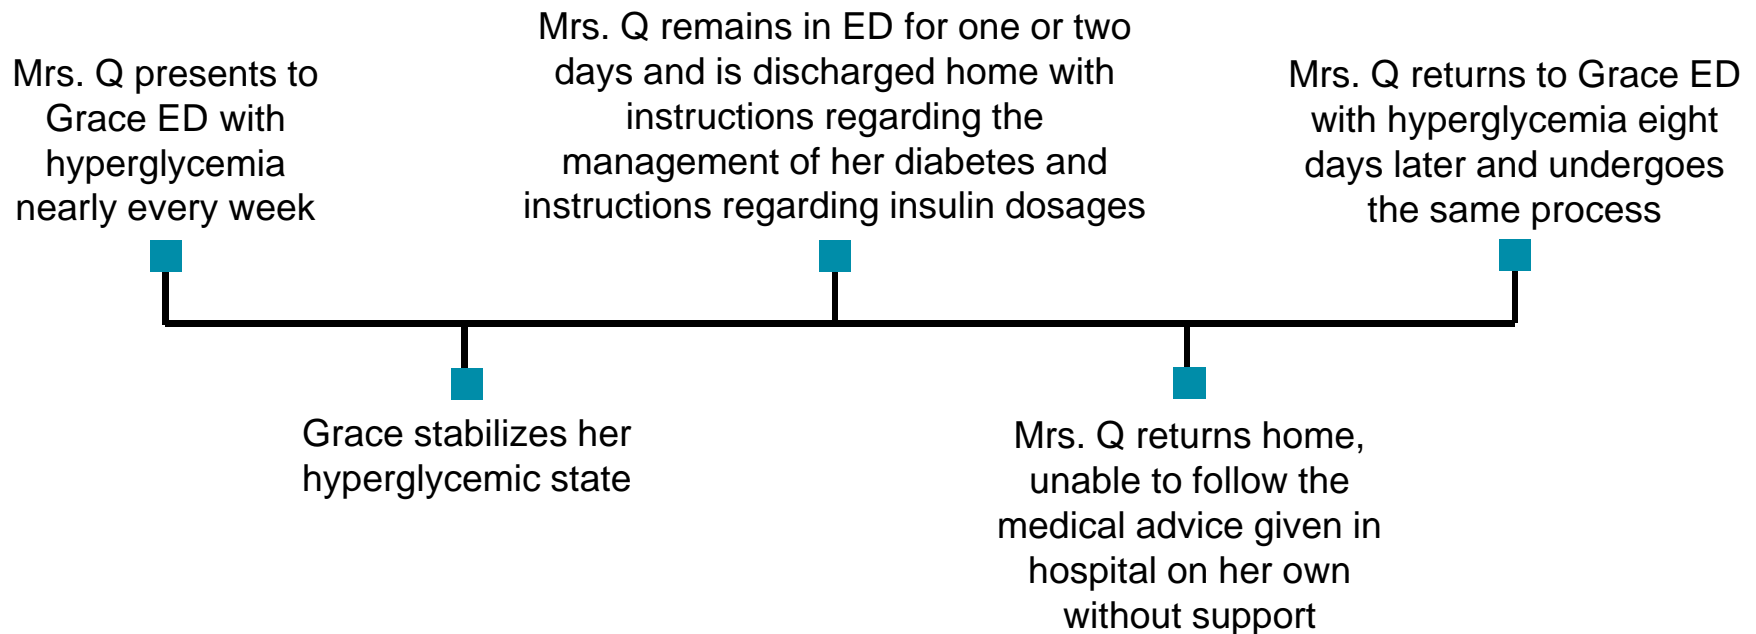 Mrs. Q presents to
Grace ED with
hyperglycemia
nearly every week
Grace stabilizes her
hyperglycemic state
Mrs. Q remains in ED for one or two
days and is discharged home with
instructions regarding the
management of her diabetes and
instructions regarding insulin dosages
Mrs. Q returns home,
unable to follow the
medical advice given in
hospital on her own
without support
Mrs. Q returns to Grace ED
with hyperglycemia eight
days later and undergoes
the same process